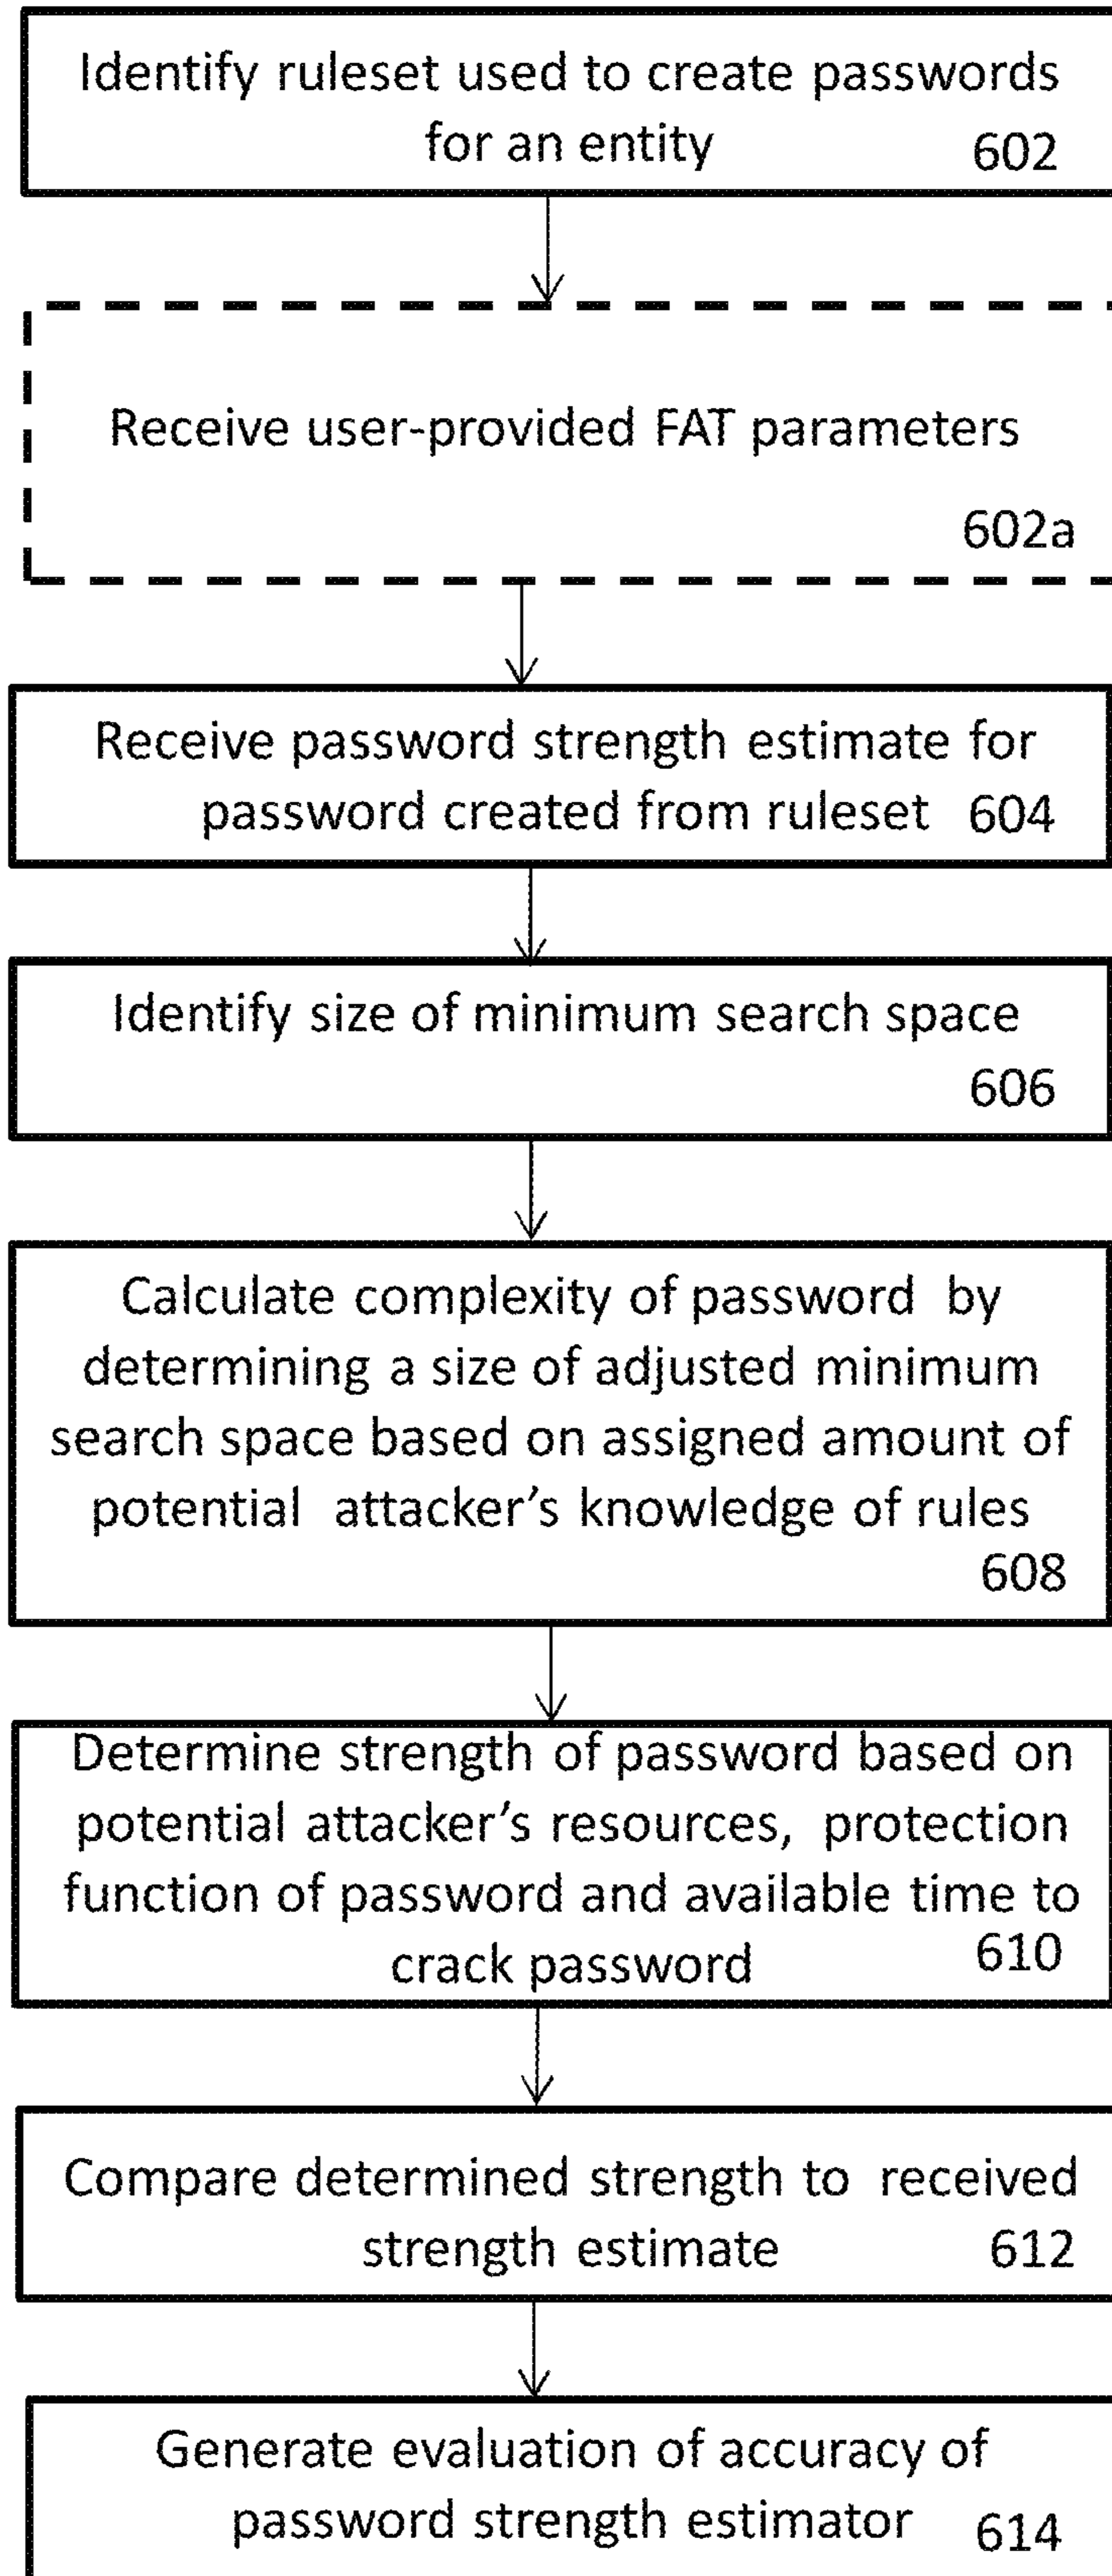 Identify ruleset used to create passwords
for an entity 602
Receive user-provided FAT parameters
602a
Receive password strength estimate for
password created from ruleset 604
Identify size of minimum search space
606
Calculate complexity of password by
determining a size of adjusted minimum
search space based on assigned amount of
potential attacker's knowledge of rules
608
Determine strength of password based on
potential attacker's resources, protection
function of password and available time to
crack password 610
Compare determined strength to received
strength estimate 612
Generate evaluation of accuracy of
password strength estimator 614